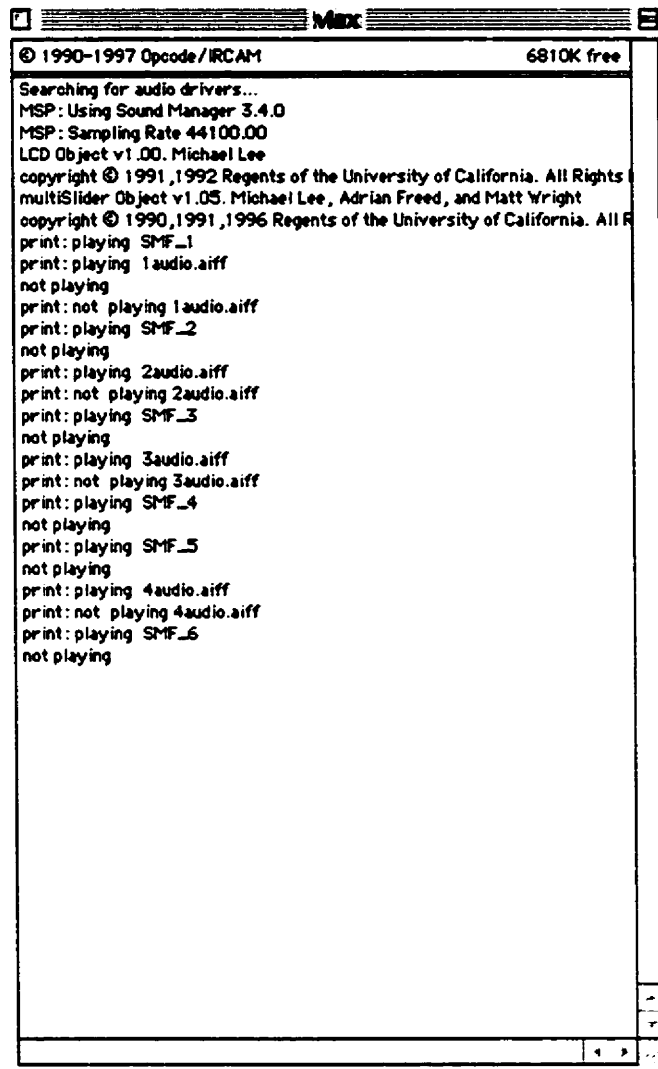 Max
© 1990-1997 Opcode/IRCAM 6810K free
Searching for audio drivers...
MSP: Using Sound Manager 3.4.0
MSP: Sampling Rate 44100.00
LCD Object v1.00. Michael Lee
copyright © 1991,1992 Regents of the University of California. All Rights
multiSlider Object v1.05. Michael Lee, Adrian Freed, and Matt Wright
copyright © 1990,1991,1996 Regents of the University of California. All R
print: playing SMF_1
print: playing 1audio.aiff
not playing
print: not playing 1audio.aiff
print: playing SMF_2
not playing
print: playing 2audio.aiff
print: not playing 2audio.aiff
print: playing SMF_3
not playing
print: playing 3audio.aiff
print: not playing 3audio.aiff
print: playing SMF_4
not playing
print: playing SMF_5
not playing
print: playing 4audio.aiff
print: not playing 4audio.aiff
print: playing SMF_6
not playing